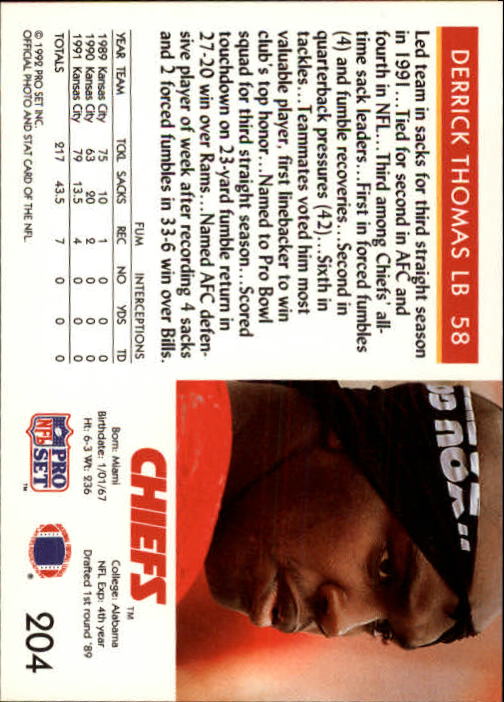 DERRICK THOMAS LB 58
Led team in sacks for third straight season
in 1991...Tied for second in AFC and
fourth in NFL...Third among Chiefs' all-
time sack leaders...First in forced fumbles
(4) and fumble recoveries...Second in
quarterback pressures (42)...Sixth in
tackles...Teammates voted him most
valuable player, first linebacker to win
club's top honor...Named to Pro Bowl
squad for third straight season...Scored
touchdown on 23-yard fumble return in
27-20 win over Rams...Named AFC defen-
sive player of week after recording 4 sacks
and 2 forced fumbles in 33-6 win over Bills.
FUM INTERCEPTIONS
YEAR TEAM TCKL SACKS REC NO YDS TD
1989 Kansas City 75 10 1 0 0 0
1990 Kansas City 63 20 2 0 0 0
1991 Kansas City 79 13.5 4 0 0 0
TOTALS 217 43.5 7 0 0 0
© 1992 PRO SET INC.
OFFICIAL PHOTO AND STAT CARD OF THE NFL
CHIEFS™
Born: Miami College: Alabama
Birthdate: 1/01/67 NFL Exp: 4th year
Ht: 6-3 Wt: 236 Drafted 1st round '89
PRO
NFL SET
™
®
204